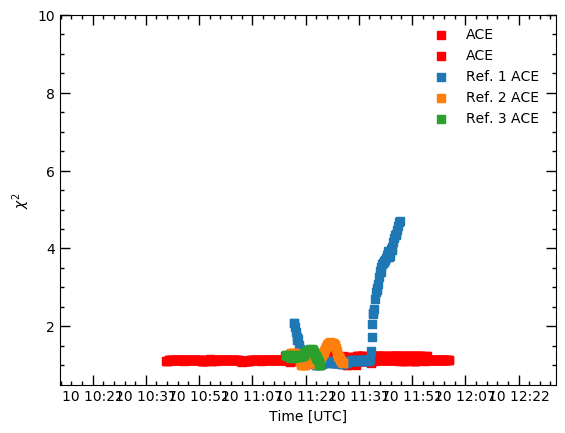 10
8
6
4
2
χ²
ACE
ACE
Ref. 1 ACE
Ref. 2 ACE
Ref. 3 ACE
10 10:22 10 10:37 10 10:52 10 11:07 10 11:22 10 11:37 10 11:52 10 12:07 10 12:22
Time [UTC]